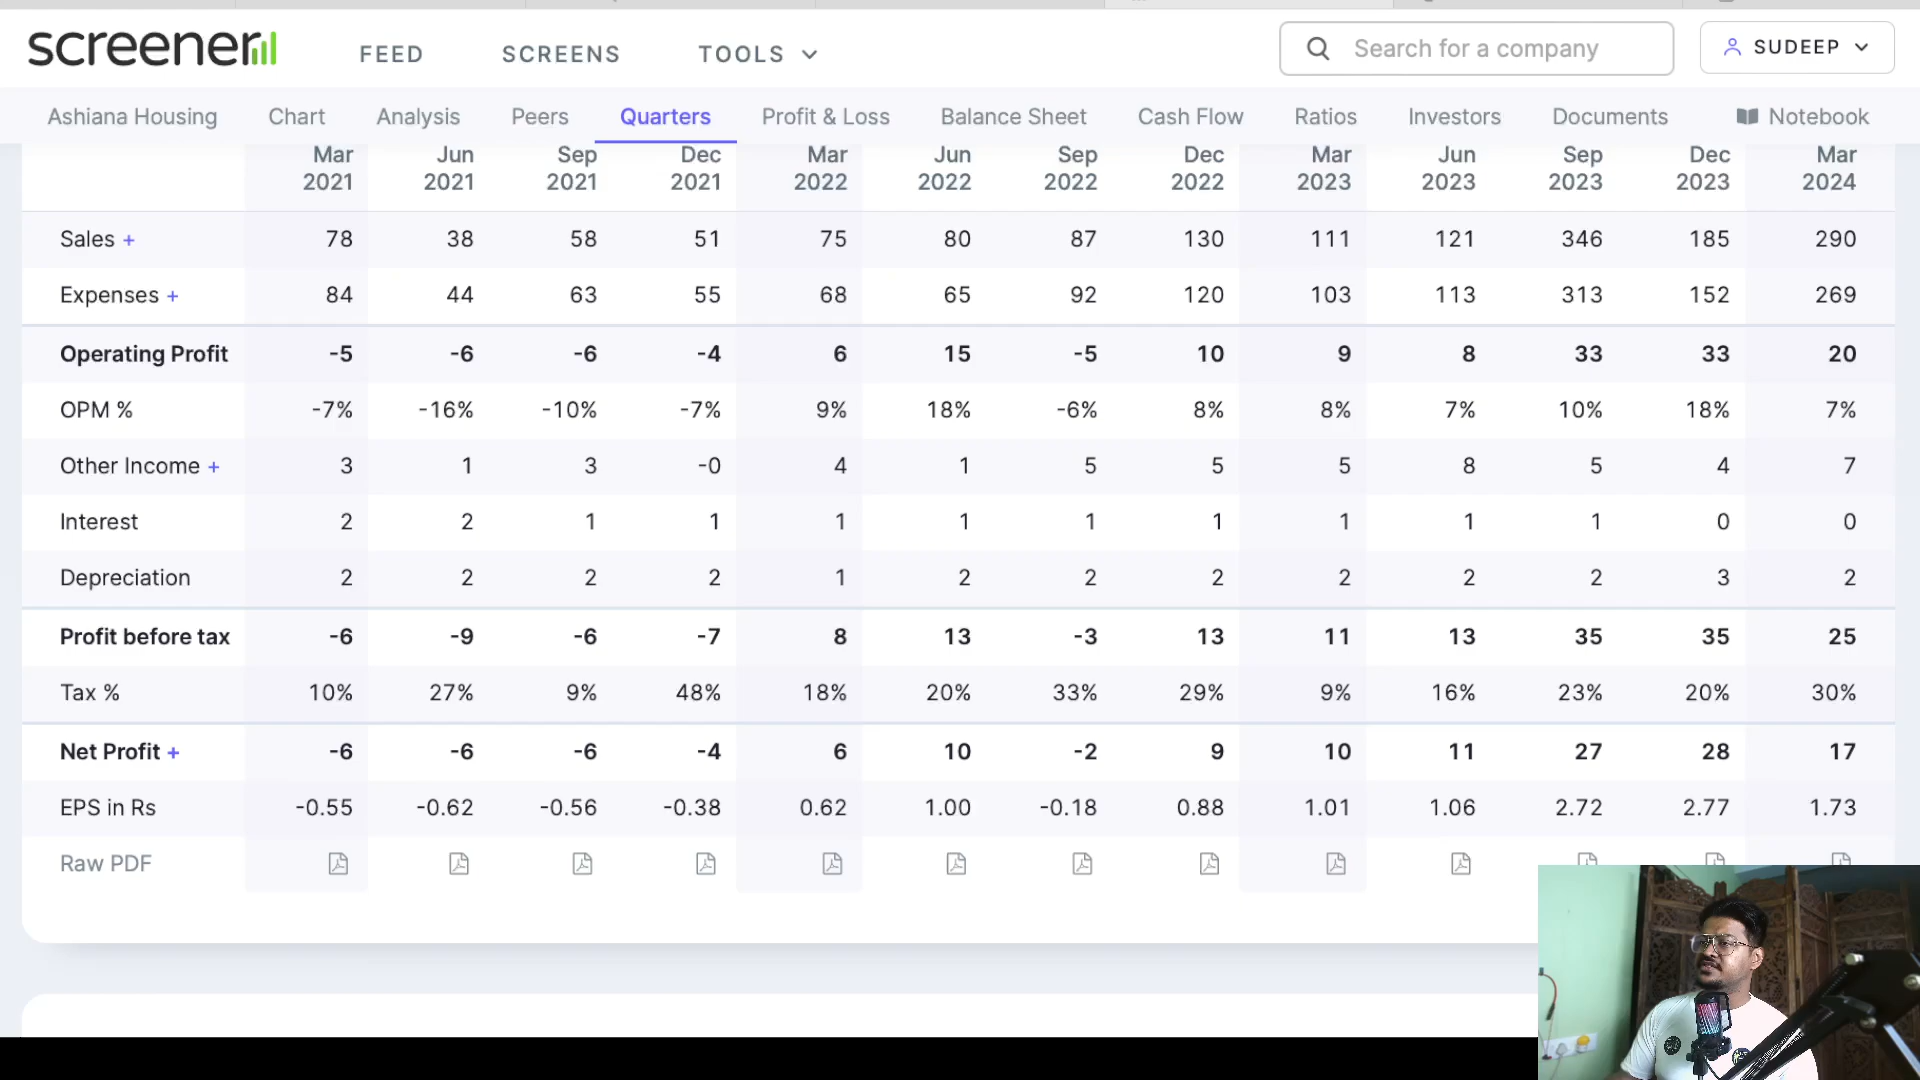 screener
FEED SCREENS TOOLS
Search for a company
SUDEEP
Ashiana Housing Chart Analysis Peers Quarters Profit & Loss Balance Sheet Cash Flow Ratios Investors Documents Notebook
Mar 2021 Jun 2021 Sep 2021 Dec 2021 Mar 2022 Jun 2022 Sep 2022 Dec 2022 Mar 2023 Jun 2023 Sep 2023 Dec 2023 Mar 2024
Sales + 78 38 58 51 75 80 87 130 111 121 346 185 290
Expenses + 84 44 63 55 68 65 92 120 103 113 313 152 269
Operating Profit -5 -6 -6 -4 6 15 -5 10 9 8 33 33 20
OPM % -7% -16% -10% -7% 9% 18% -6% 8% 8% 7% 10% 18% 7%
Other Income + 3 1 3 -0 4 1 5 5 5 8 5 4 7
Interest 2 2 1 1 1 1 1 1 1 1 1 0 0
Depreciation 2 2 2 2 1 2 2 2 2 2 2 3 2
Profit before tax -6 -9 -6 -7 8 13 -3 13 11 13 35 35 25
Tax % 10% 27% 9% 48% 18% 20% 33% 29% 9% 16% 23% 20% 30%
Net Profit + -6 -6 -6 -4 6 10 -2 9 10 11 27 28 17
EPS in Rs -0.55 -0.62 -0.56 -0.38 0.62 1.00 -0.18 0.88 1.01 1.06 2.72 2.77 1.73
Raw PDF